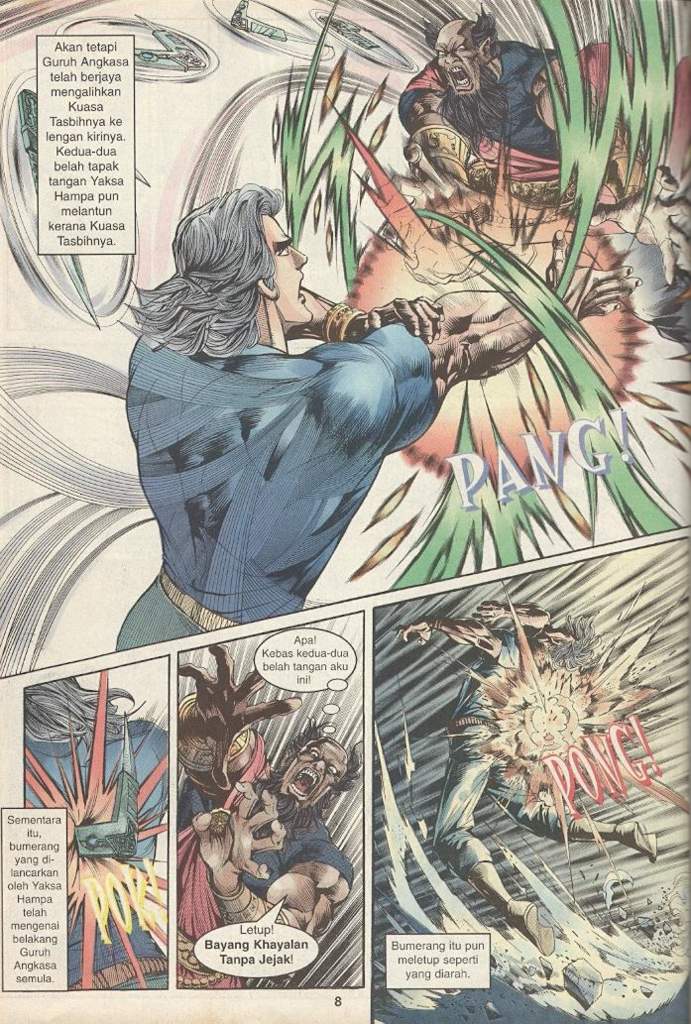 Akan tetapi
Guruh Angkasa
telah berjaya
mengalihkan
Kuasa
Tasbihnya ke
lengan kirinya.
Kedua-dua
belah tapak
tangan Yaksa
Hampa pun
melantun
kerana Kuasa
Tasbihnya.
PANG!
Sementara
itu,
bumerang
yang di-
lancarkan
oleh Yaksa
Hampa
telah
mengenai
belakang
Guruh
Angkasa
semula.
POW!
Apa!
Kebas kedua-dua
belah tangan aku
ini!
Letup!
Bayang Khayalan
Tanpa Jejak!
PONG!
Bumerang itu pun
meletup seperti
yang diarah.
8